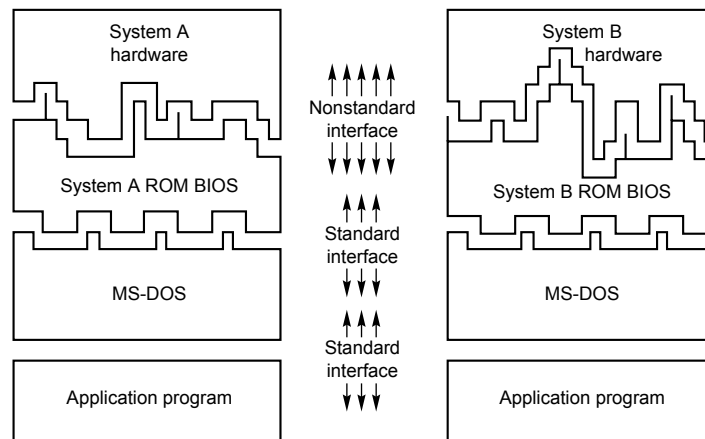 System A
hardware
System A ROM BIOS
MS-DOS
Application program
Nonstandard
interface
Standard
interface
Standard
interface
System B
hardware
System B ROM BIOS
MS-DOS
Application program